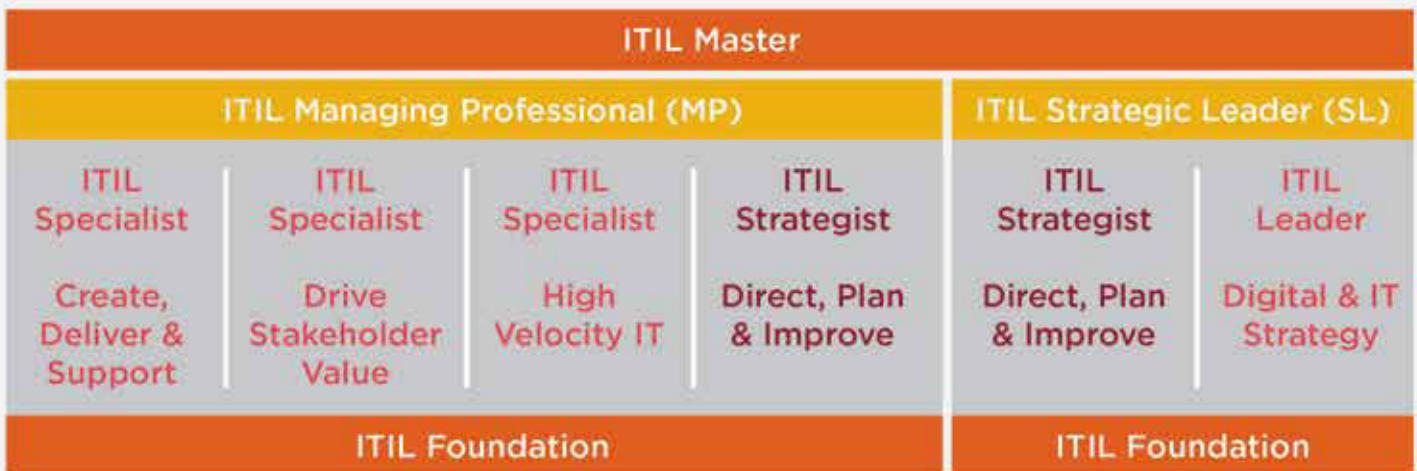 ITIL Master
ITIL Managing Professional (MP)
ITIL Strategic Leader (SL)
ITIL
Specialist
Create,
Deliver &
Support
ITIL
Specialist
Drive
Stakeholder
Value
ITIL
Specialist
High
Velocity IT
ITIL
Strategist
Direct, Plan
& Improve
ITIL
Strategist
Direct, Plan
& Improve
ITIL
Leader
Digital & IT
Strategy
ITIL Foundation
ITIL Foundation